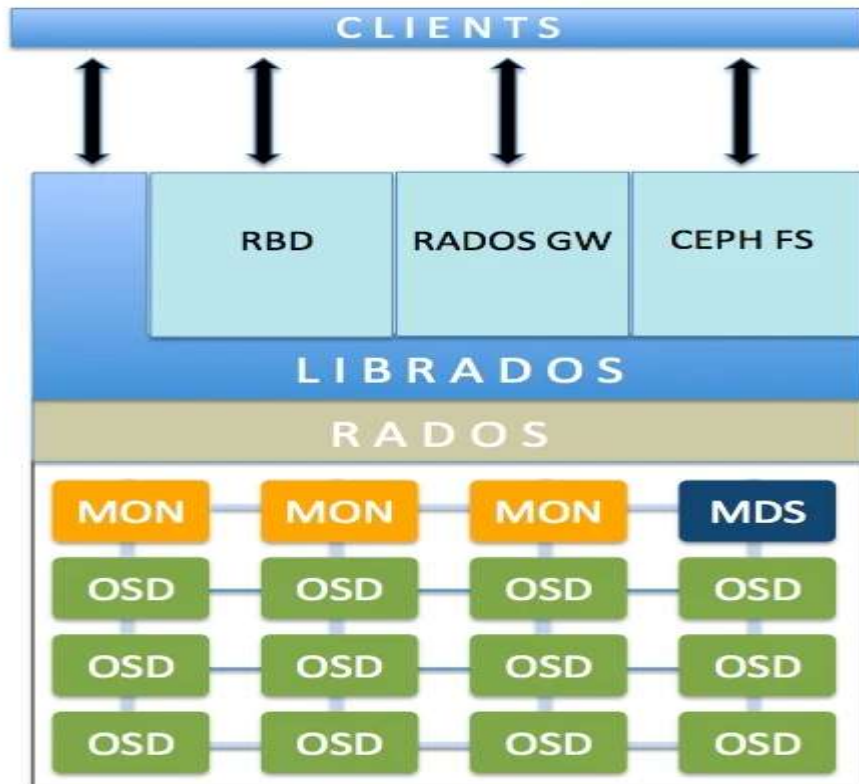 CLIENTS
RBD RADOS GW CEPH FS
LIBRADOS
RADOS
MON MON MON MDS
OSD OSD OSD OSD
OSD OSD OSD OSD
OSD OSD OSD OSD